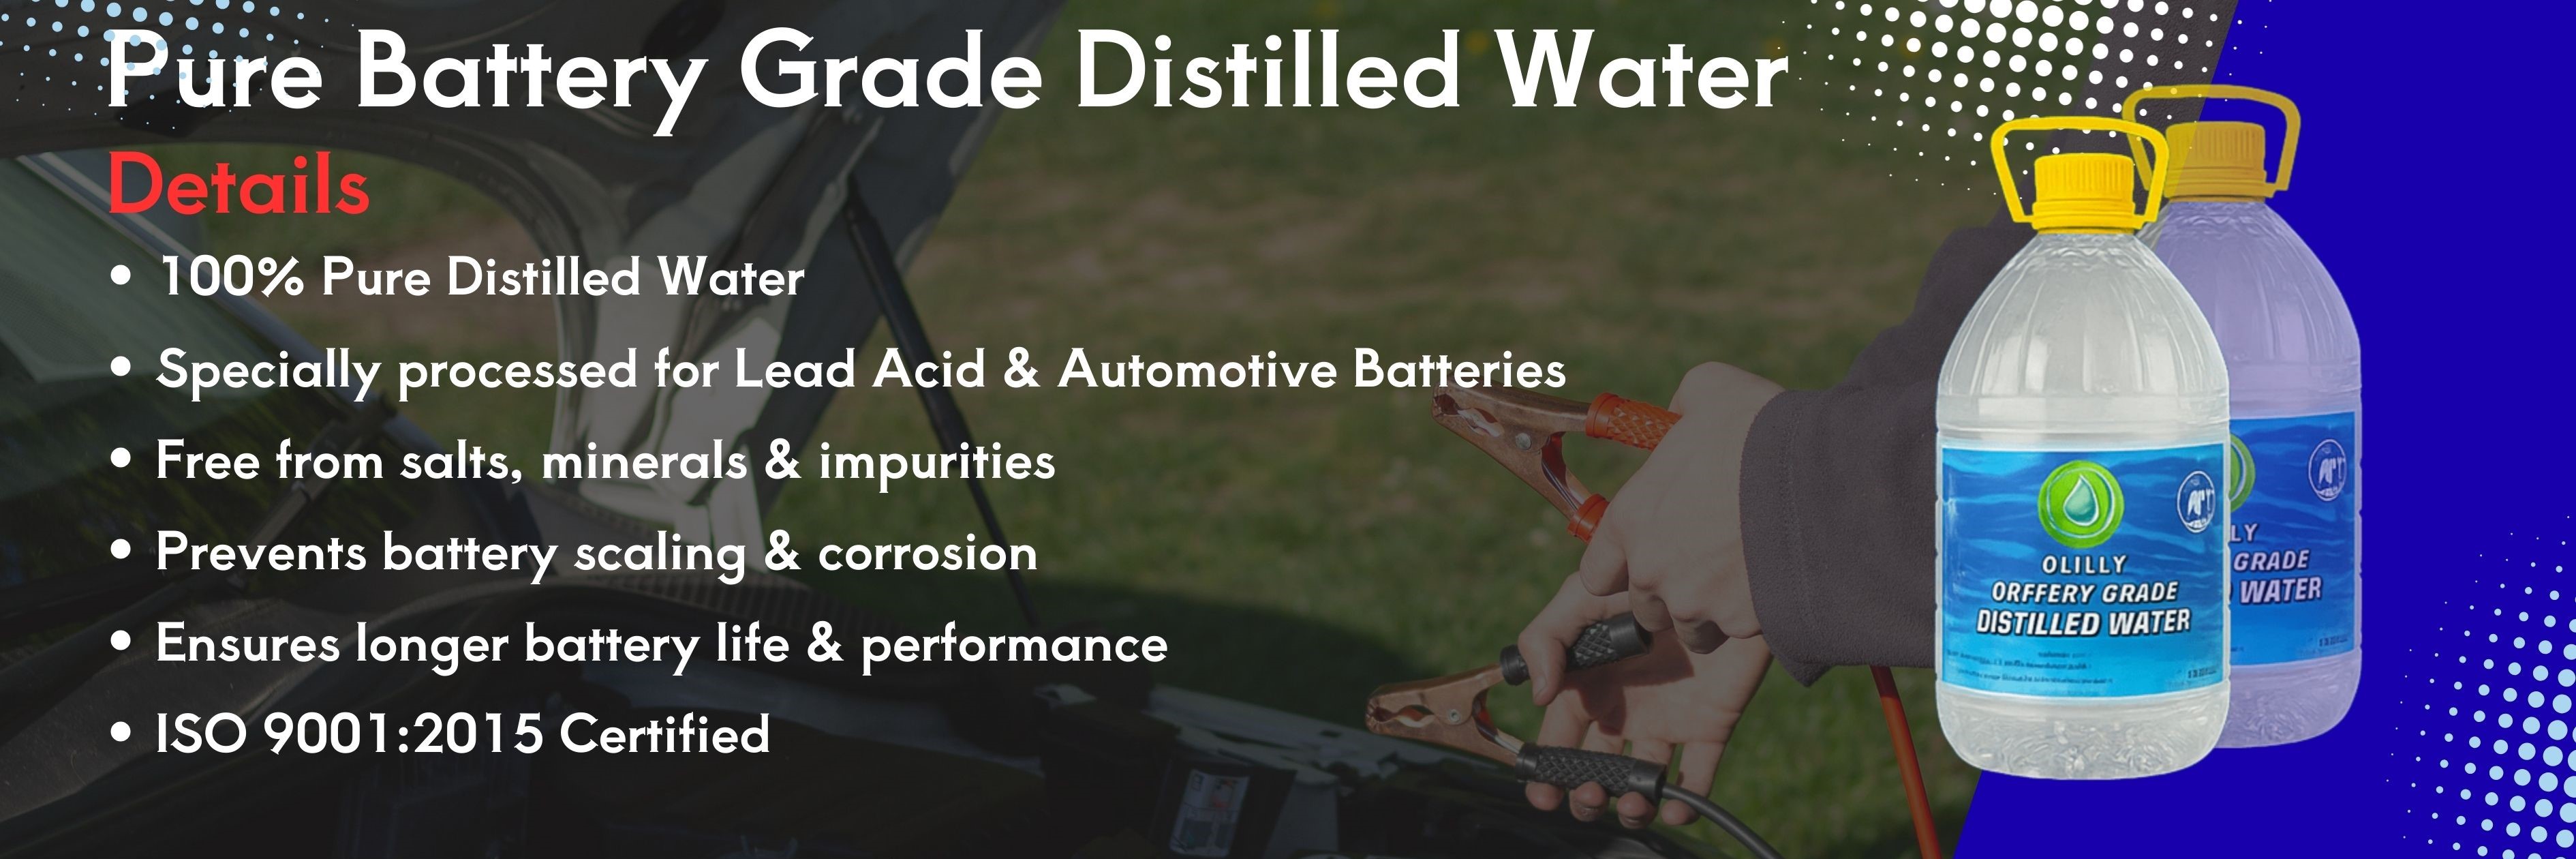 Pure Battery Grade Distilled Water
Details
• 100% Pure Distilled Water
• Specially processed for Lead Acid & Automotive Batteries
• Free from salts, minerals & impurities
• Prevents battery scaling & corrosion
• Ensures longer battery life & performance
• ISO 9001:2015 Certified
OLILLY
ORFFERY GRADE
DISTILLED WATER
LY
GRADE
WATER